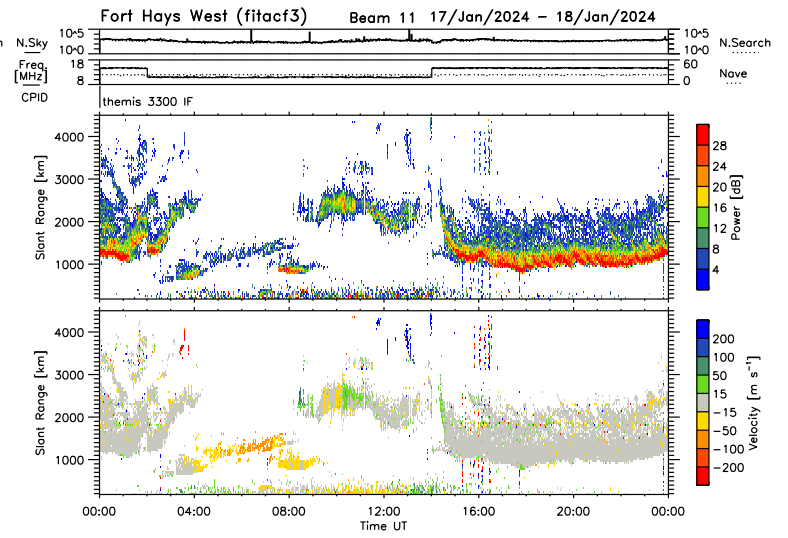 Fort Hays West (fitacf3) Beam 11 17/Jan/2024 – 18/Jan/2024
N.Sky 10^5 10^0 10^5 10^0 N.Search
Freq. [MHz] 18 8 60 0 Nave
CPID themis 3300 IF
Slant Range [km]
4000
3000
2000
1000
28
24
20
16
12
8
4
Power [dB]
Slant Range [km]
4000
3000
2000
1000
200
100
50
15
−15
−50
−100
−200
Velocity [m s⁻¹]
00:00 04:00 08:00 12:00 16:00 20:00 00:00
Time UT